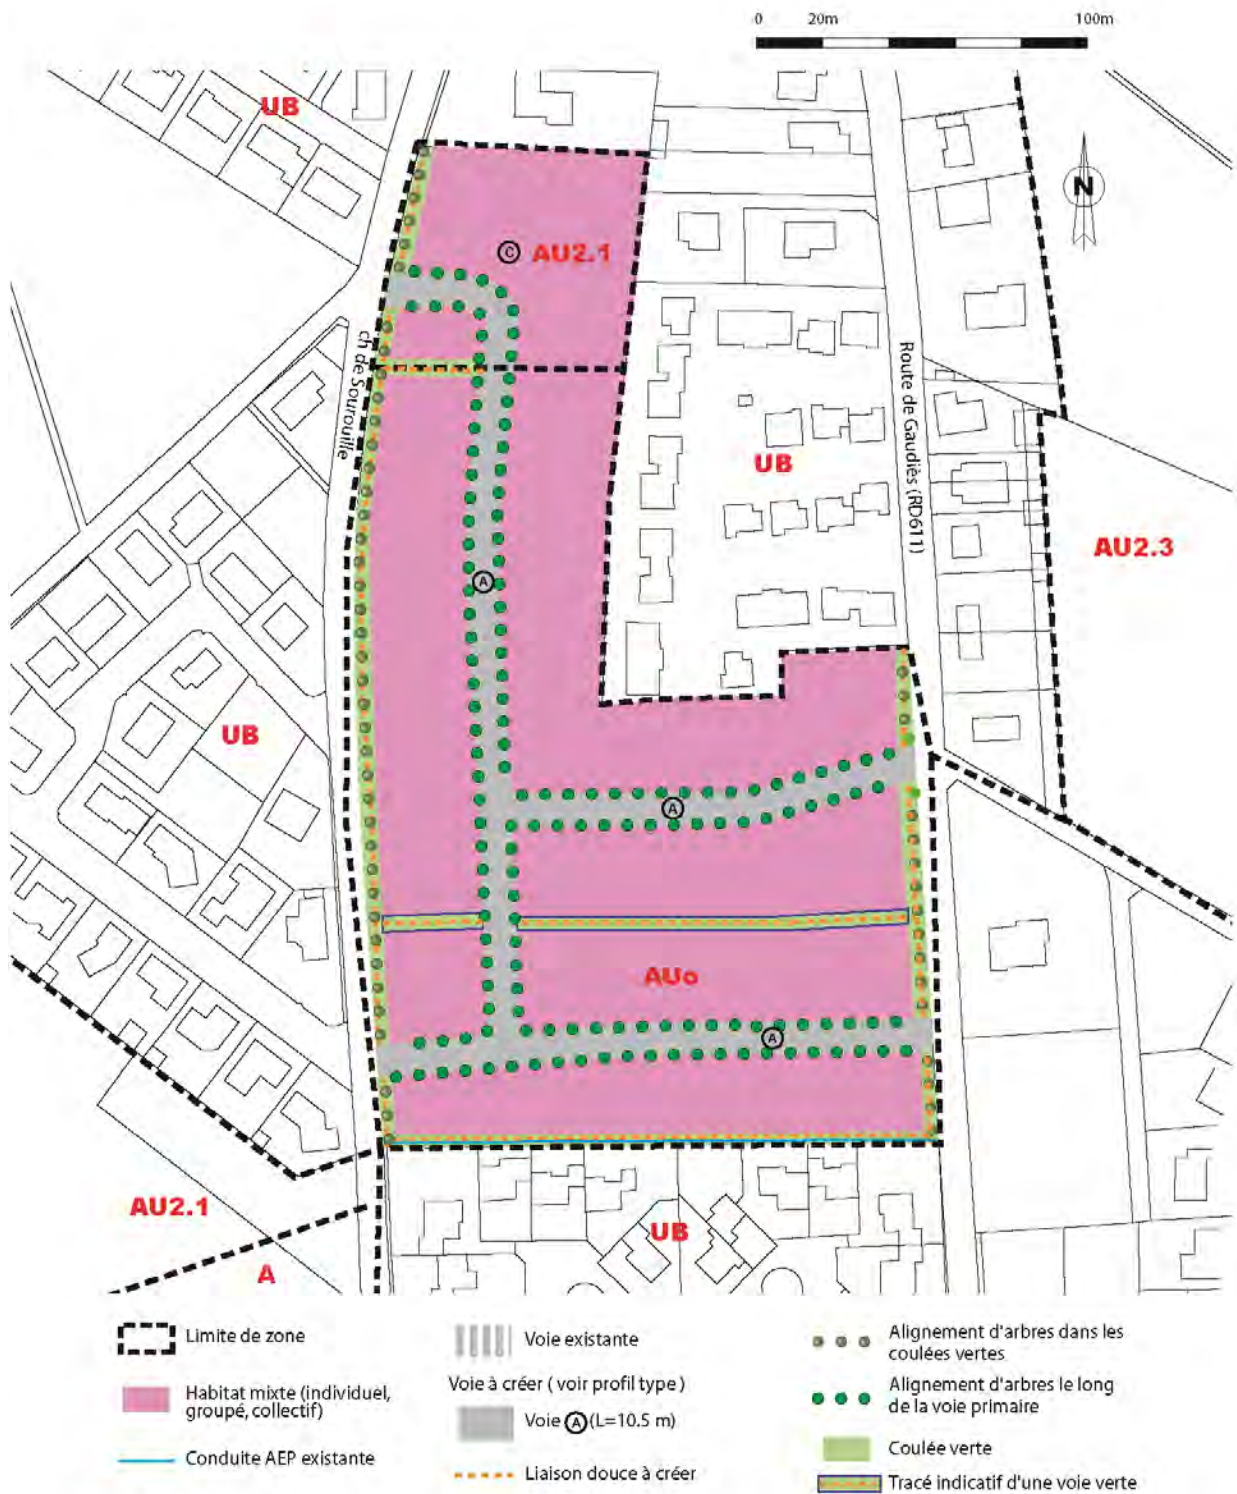 0 20m 100m
UB
N
C AU2.1
ch de Sourouille
Route de Gaudiès (RD611)
UB
AU2.3
A
UB
A
AUo
A
AU2.1
UB
A
Limite de zone
Habitat mixte (individuel,
groupé, collectif)
Conduite AEP existante
Voie existante
Voie à créer ( voir profil type )
Voie A (L=10.5 m)
Liaison douce à créer
Alignement d'arbres dans les
coulées vertes
Alignement d'arbres le long
de la voie primaire
Coulée verte
Tracé indicatif d'une voie verte